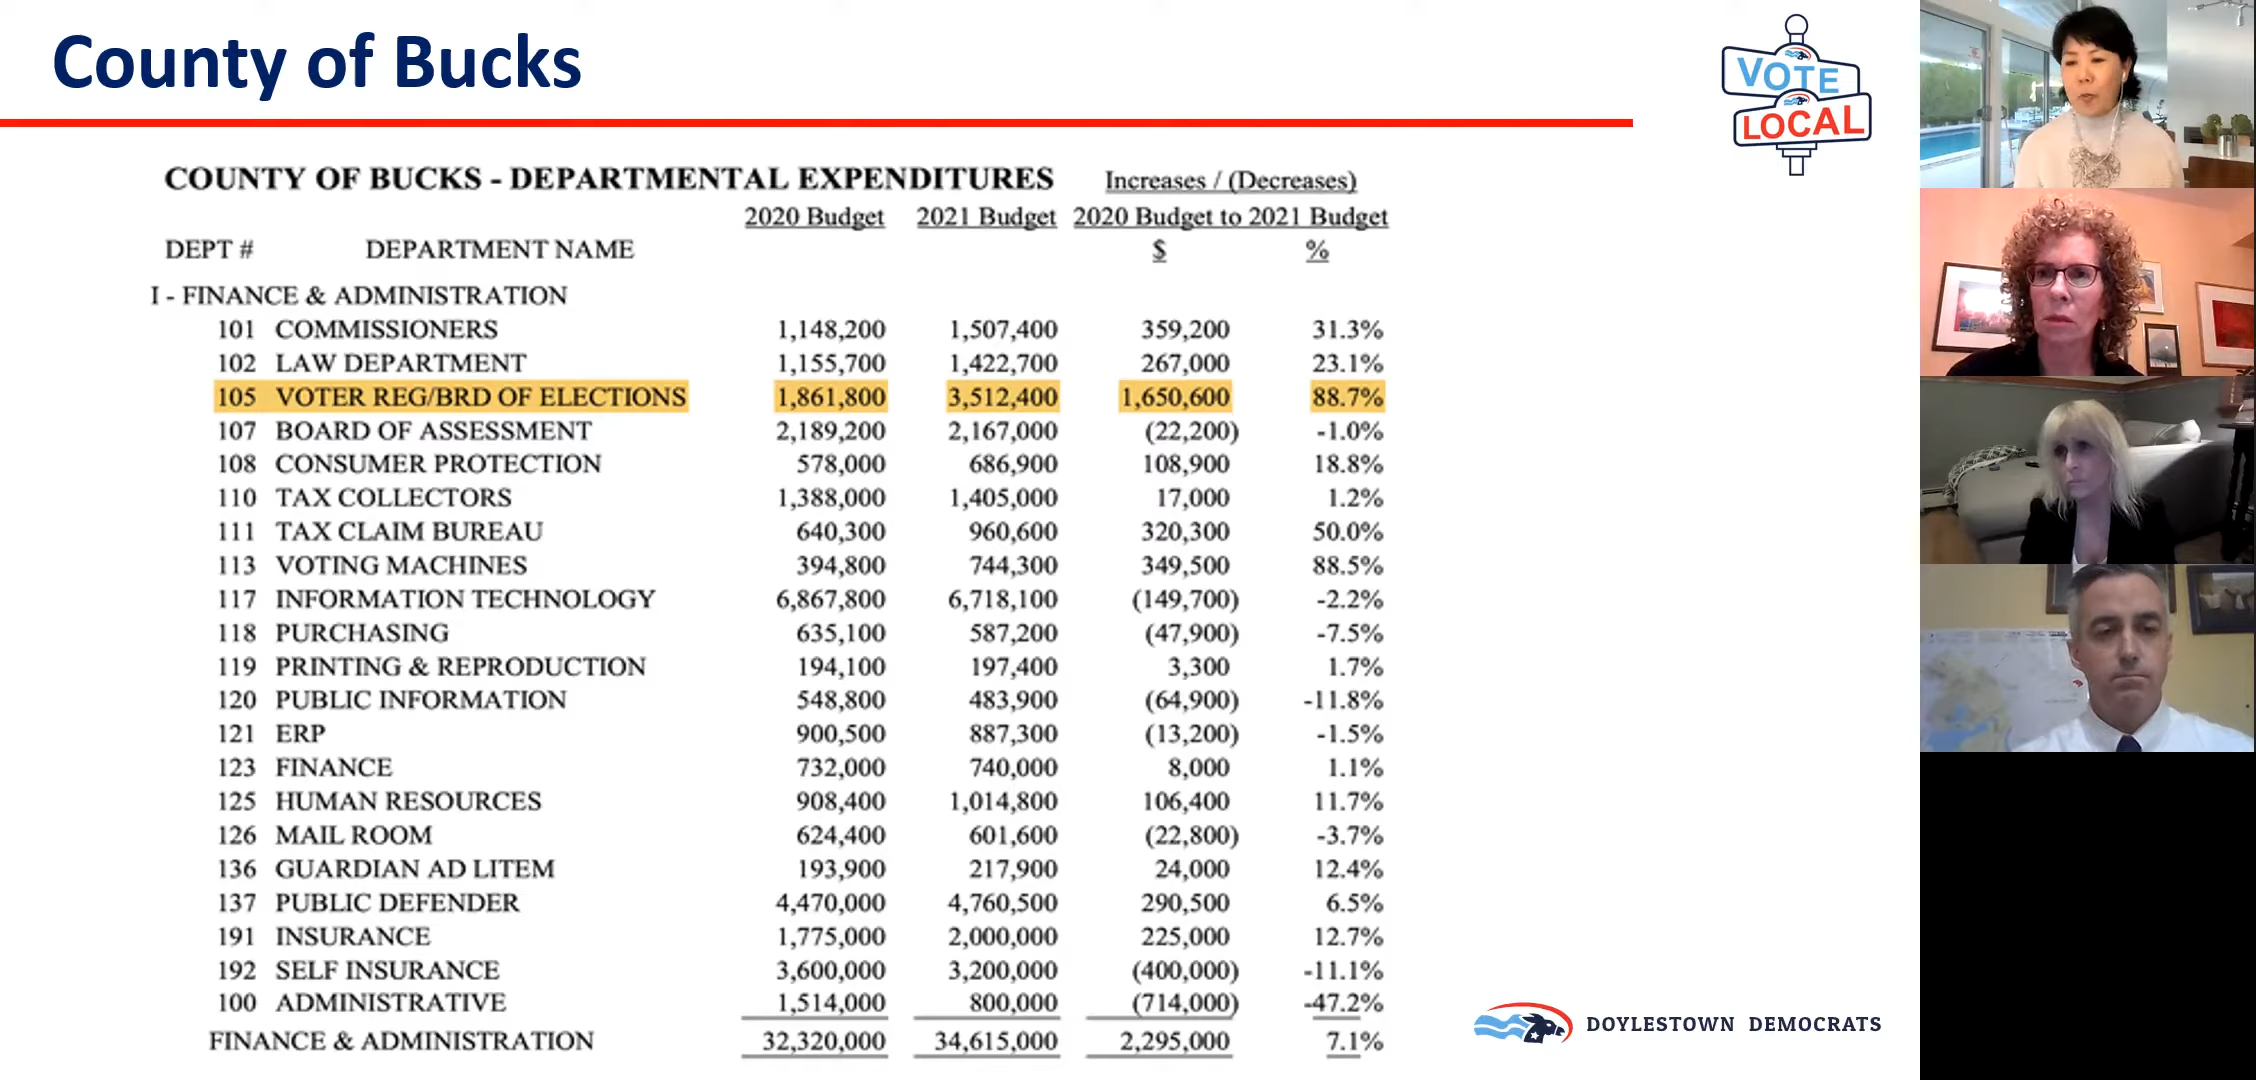 County of Bucks
VOTE
LOCAL
COUNTY OF BUCKS - DEPARTMENTAL EXPENDITURES Increases / (Decreases)
2020 Budget 2021 Budget 2020 Budget to 2021 Budget
DEPT # DEPARTMENT NAME $ %
I - FINANCE & ADMINISTRATION
101 COMMISSIONERS 1,148,200 1,507,400 359,200 31.3%
102 LAW DEPARTMENT 1,155,700 1,422,700 267,000 23.1%
105 VOTER REG/BRD OF ELECTIONS 1,861,800 3,512,400 1,650,600 88.7%
107 BOARD OF ASSESSMENT 2,189,200 2,167,000 (22,200) -1.0%
108 CONSUMER PROTECTION 578,000 686,900 108,900 18.8%
110 TAX COLLECTORS 1,388,000 1,405,000 17,000 1.2%
111 TAX CLAIM BUREAU 640,300 960,600 320,300 50.0%
113 VOTING MACHINES 394,800 744,300 349,500 88.5%
117 INFORMATION TECHNOLOGY 6,867,800 6,718,100 (149,700) -2.2%
118 PURCHASING 635,100 587,200 (47,900) -7.5%
119 PRINTING & REPRODUCTION 194,100 197,400 3,300 1.7%
120 PUBLIC INFORMATION 548,800 483,900 (64,900) -11.8%
121 ERP 900,500 887,300 (13,200) -1.5%
123 FINANCE 732,000 740,000 8,000 1.1%
125 HUMAN RESOURCES 908,400 1,014,800 106,400 11.7%
126 MAIL ROOM 624,400 601,600 (22,800) -3.7%
136 GUARDIAN AD LITEM 193,900 217,900 24,000 12.4%
137 PUBLIC DEFENDER 4,470,000 4,760,500 290,500 6.5%
191 INSURANCE 1,775,000 2,000,000 225,000 12.7%
192 SELF INSURANCE 3,600,000 3,200,000 (400,000) -11.1%
100 ADMINISTRATIVE 1,514,000 800,000 (714,000) -47.2%
FINANCE & ADMINISTRATION 32,320,000 34,615,000 2,295,000 7.1%
DOYLESTOWN DEMOCRATS